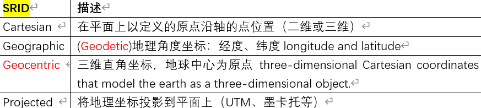 SRID 描述
Cartesian 在平面上以定义的原点沿轴的点位置（二维或三维）
Geographic (Geodetic)地理角度坐标：经度、纬度 longitude and latitude
Geocentric 三维直角坐标，地球中心为原点 three-dimensional Cartesian coordinates
that model the earth as a three-dimensional object.
Projected 将地理坐标投影到平面上（UTM、墨卡托等）